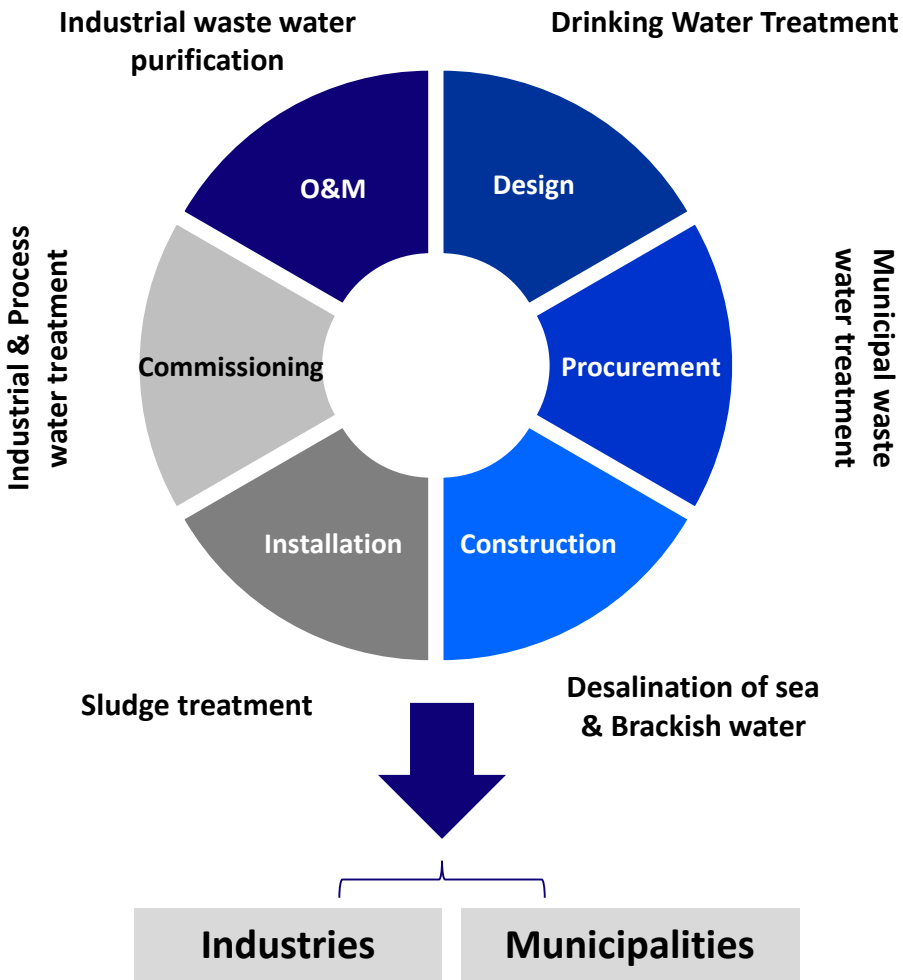 Industrial waste water
purification
Drinking Water Treatment
O&M
Design
Industrial & Process
water treatment
Commissioning
Procurement
Municipal waste
water treatment
Installation
Construction
Sludge treatment
Desalination of sea
& Brackish water
Industries
Municipalities